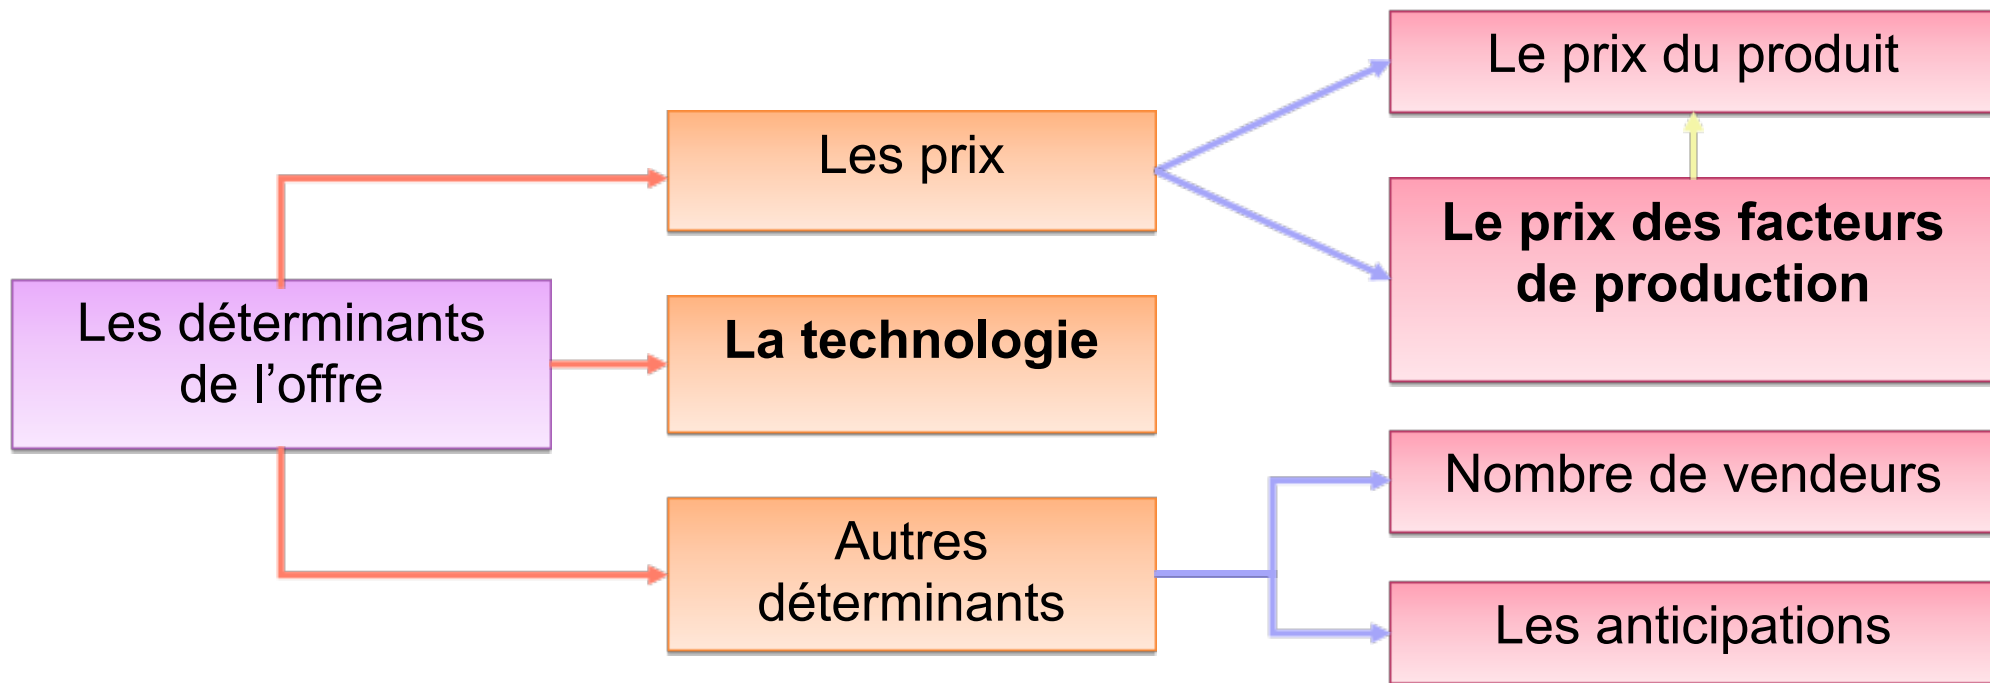 Les déterminants
de l’offre
Les prix
La technologie
Autres
déterminants
Le prix du produit
Le prix des facteurs
de production
Nombre de vendeurs
Les anticipations